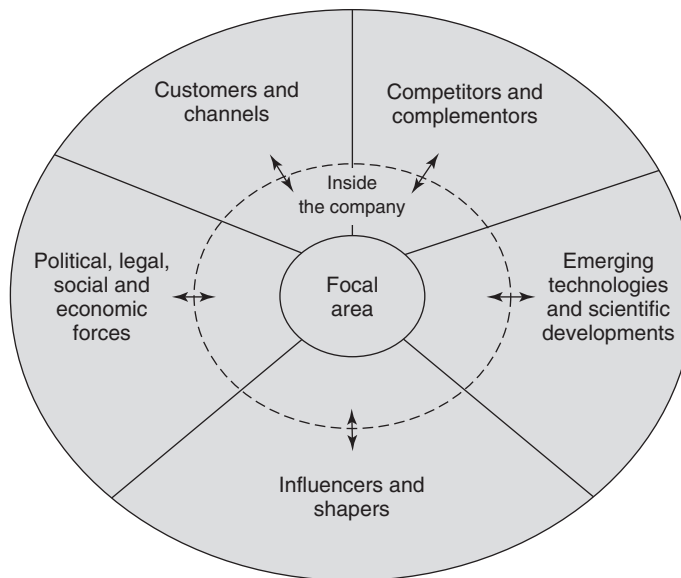 Customers and
channels
Competitors and
complementors
Inside
the company
Political, legal,
social and
economic
forces
Focal
area
Emerging
technologies
and scientific
developments
Influencers and
shapers